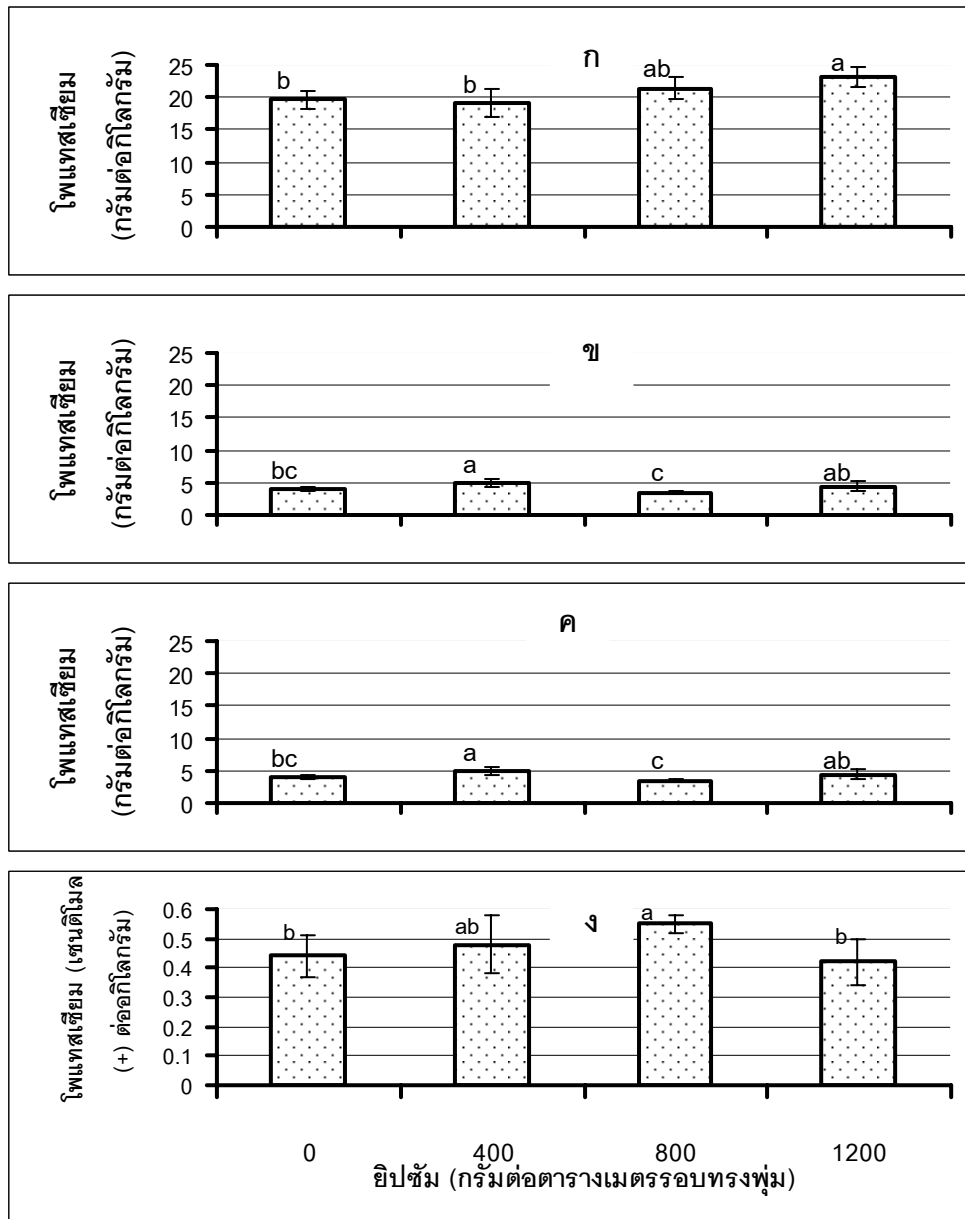 ก
โพแทสเซียม
(กรัมต่อกิโลกรัม)
25
20
15
10
5
0
b
b
ab
a
ข
โพแทสเซียม
(กรัมต่อกิโลกรัม)
25
20
15
10
5
0
bc
a
c
ab
ค
โพแทสเซียม
(กรัมต่อกิโลกรัม)
25
20
15
10
5
0
bc
a
c
ab
ง
โพแทสเซียม (เซนติโมล
(+) ต่ออกิโลกรัม)
0.6
0.5
0.4
0.3
0.2
0.1
0
b
ab
a
b
0 400 800 1200
ยิปซัม (กรัมต่อตารางเมตรรอบทรงพุ่ม)